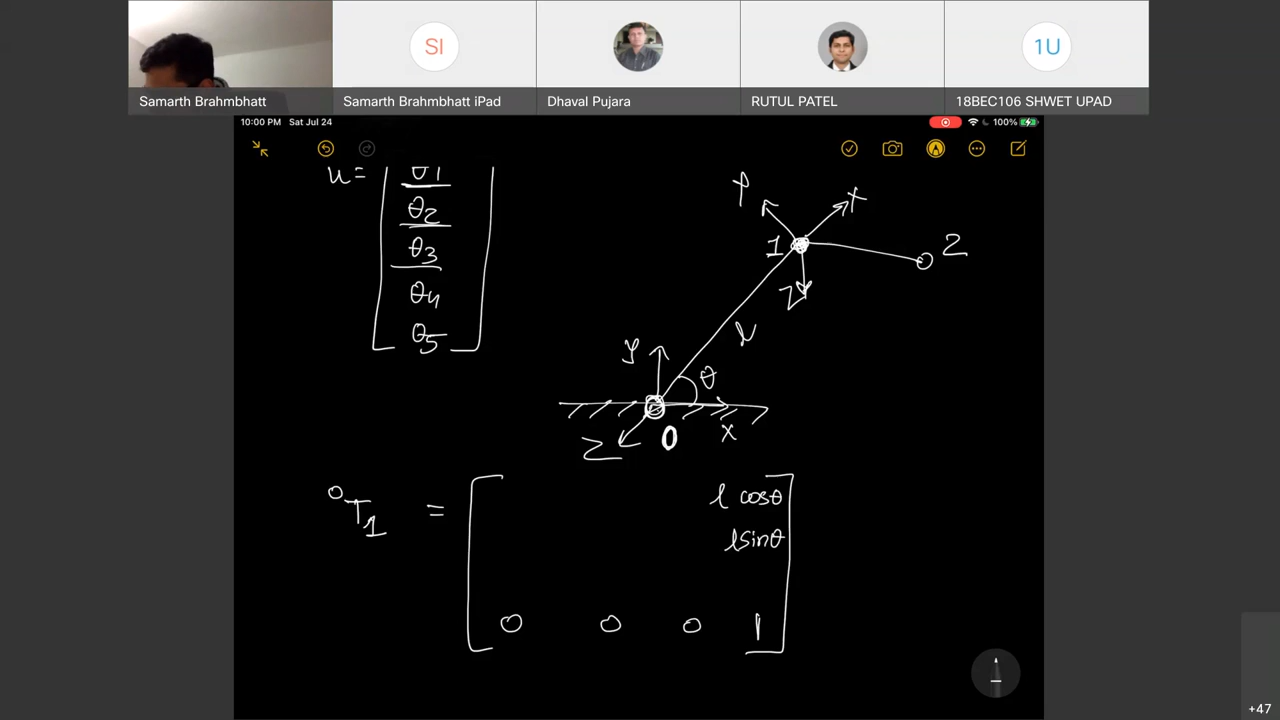 SI
1U
Samarth Brahmbhatt
Samarth Brahmbhatt iPad
Dhaval Pujara
RUTUL PATEL
18BEC106 SHWET UPAD
10:00 PM Sat Jul 24
100%
u =
θ1
θ2
θ3
θ4
θ5
y
x
1
2
z
l
y
θ
0
x
z
0T1 =
l cosθ
lsinθ
0 0 0 1
+47